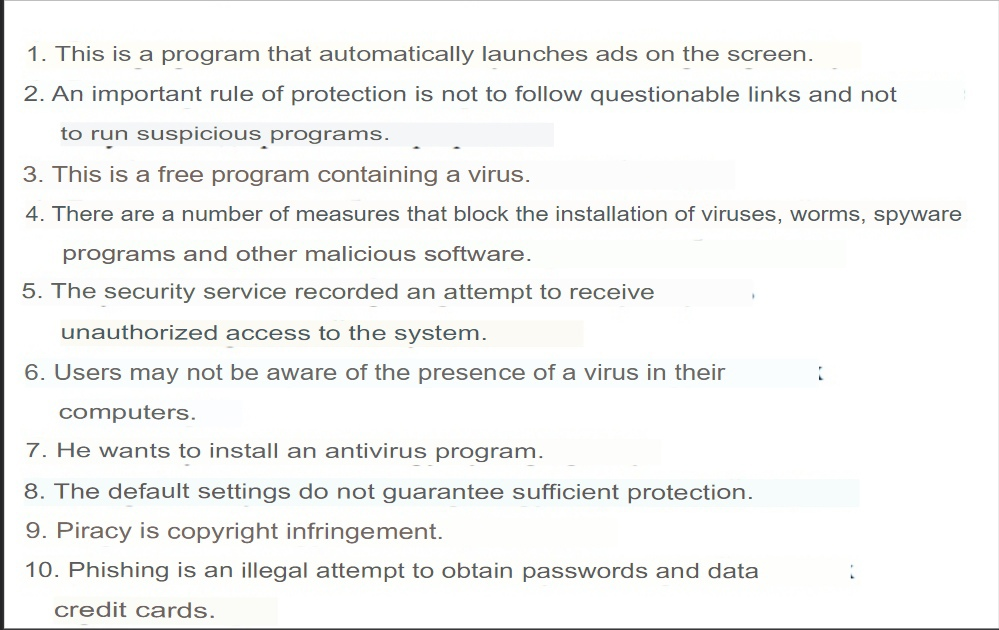 1. This is a program that automatically launches ads on the screen.
2. An important rule of protection is not to follow questionable links and not
to run suspicious programs.
3. This is a free program containing a virus.
4. There are a number of measures that block the installation of viruses, worms, spyware
programs and other malicious software.
5. The security service recorded an attempt to receive
unauthorized access to the system.
6. Users may not be aware of the presence of a virus in their
computers.
7. He wants to install an antivirus program.
8. The default settings do not guarantee sufficient protection.
9. Piracy is copyright infringement.
10. Phishing is an illegal attempt to obtain passwords and data
credit cards.